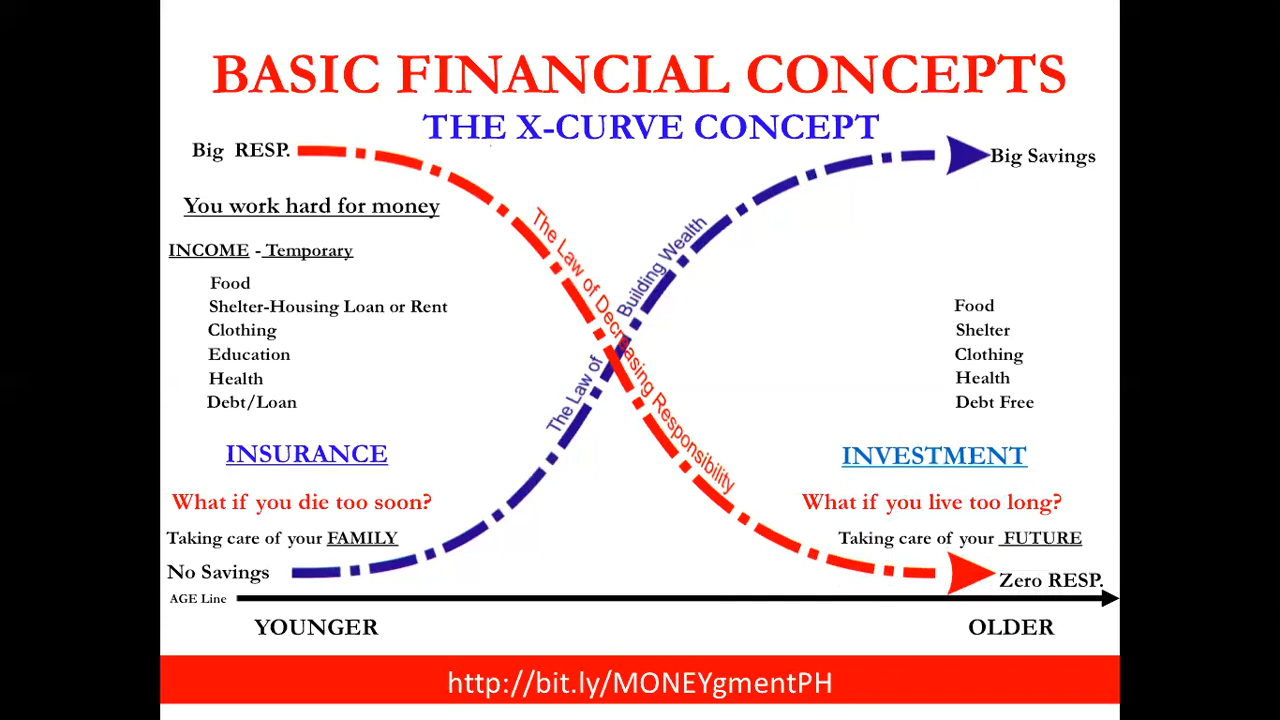 BASIC FINANCIAL CONCEPTS
THE X-CURVE CONCEPT
Big RESP.
Big Savings
You work hard for money
INCOME - Temporary
Food
Shelter-Housing Loan or Rent
Clothing
Education
Health
Debt/Loan
The Law of Decreasing Responsibility
The Law of Building Wealth
Food
Shelter
Clothing
Health
Debt Free
INSURANCE
INVESTMENT
What if you die too soon?
What if you live too long?
Taking care of your FAMILY
Taking care of your FUTURE
No Savings
Zero RESP.
AGE Line
YOUNGER
OLDER
http://bit.ly/MONEYgmentPH